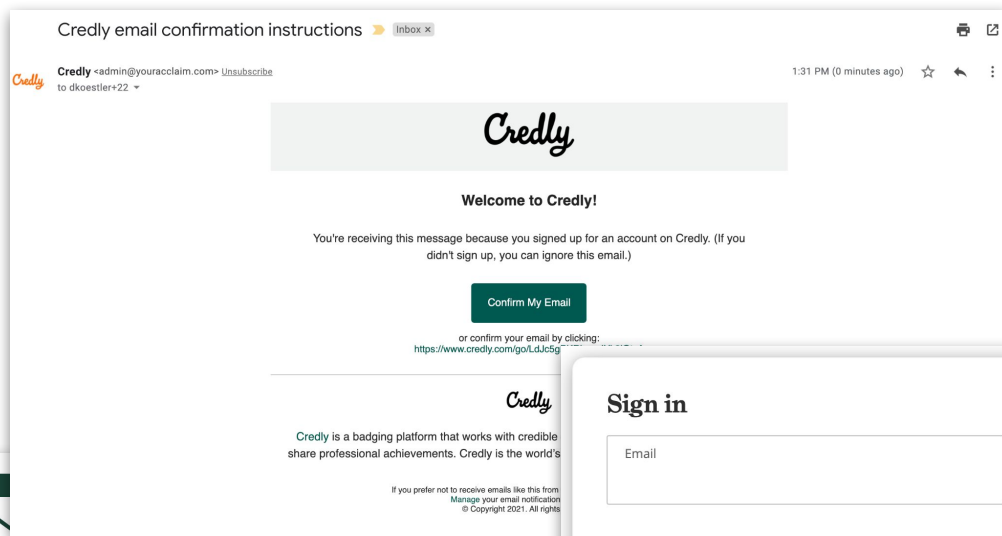 Credly email confirmation instructions Inbox ×
Credly <admin@youracclaim.com> Unsubscribe 1:31 PM (0 minutes ago)
Credly
to dkoestler+22
Credly
Welcome to Credly!
You're receiving this message because you signed up for an account on Credly. (If you
didn't sign up, you can ignore this email.)
Confirm My Email
or confirm your email by clicking:
https://www.credly.com/go/LdJc5g
Credly
Credly is a badging platform that works with credible
share professional achievements. Credly is the world's
If you prefer not to receive emails like this from
Manage your email notification
© Copyright 2021. All rights
Sign in
Email